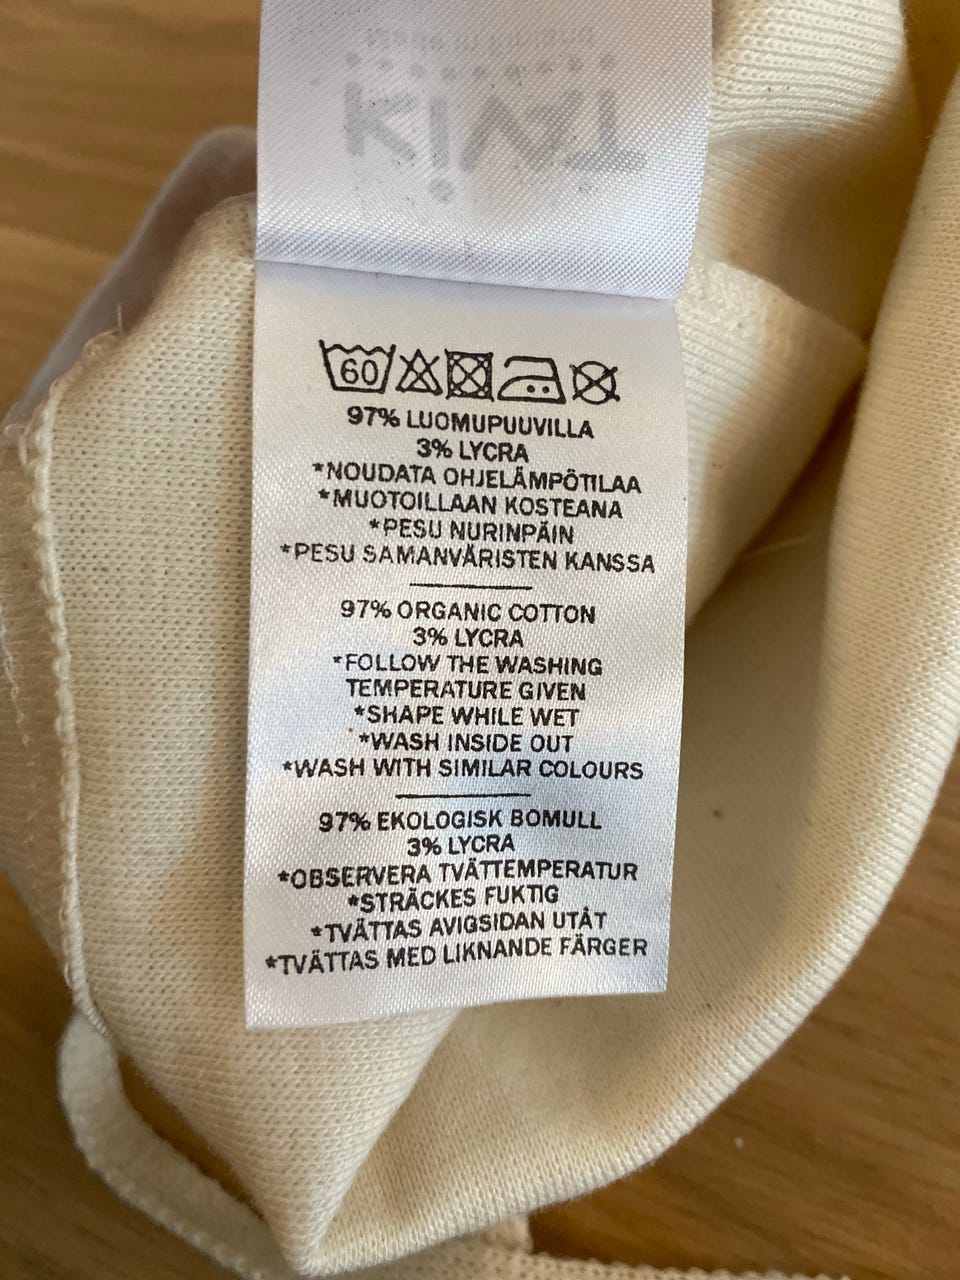 60
97% LUOMUPUUVILLA
3% LYCRA
*NOUDATA OHJELÄMPÖTILAA
*MUOTOILLAAN KOSTEANA
*PESU NURINPÄIN
*PESU SAMANVÄRISTEN KANSSA
97% ORGANIC COTTON
3% LYCRA
*FOLLOW THE WASHING
TEMPERATURE GIVEN
*SHAPE WHILE WET
*WASH INSIDE OUT
*WASH WITH SIMILAR COLOURS
97% EKOLOGISK BOMULL
3% LYCRA
*OBSERVERA TVÄTTEMPERATUR
*STRÄCKES FUKTIG
*TVÄTTAS AVIGSIDAN UTÅT
*TVÄTTAS MED LIKNANDE FÄRGER